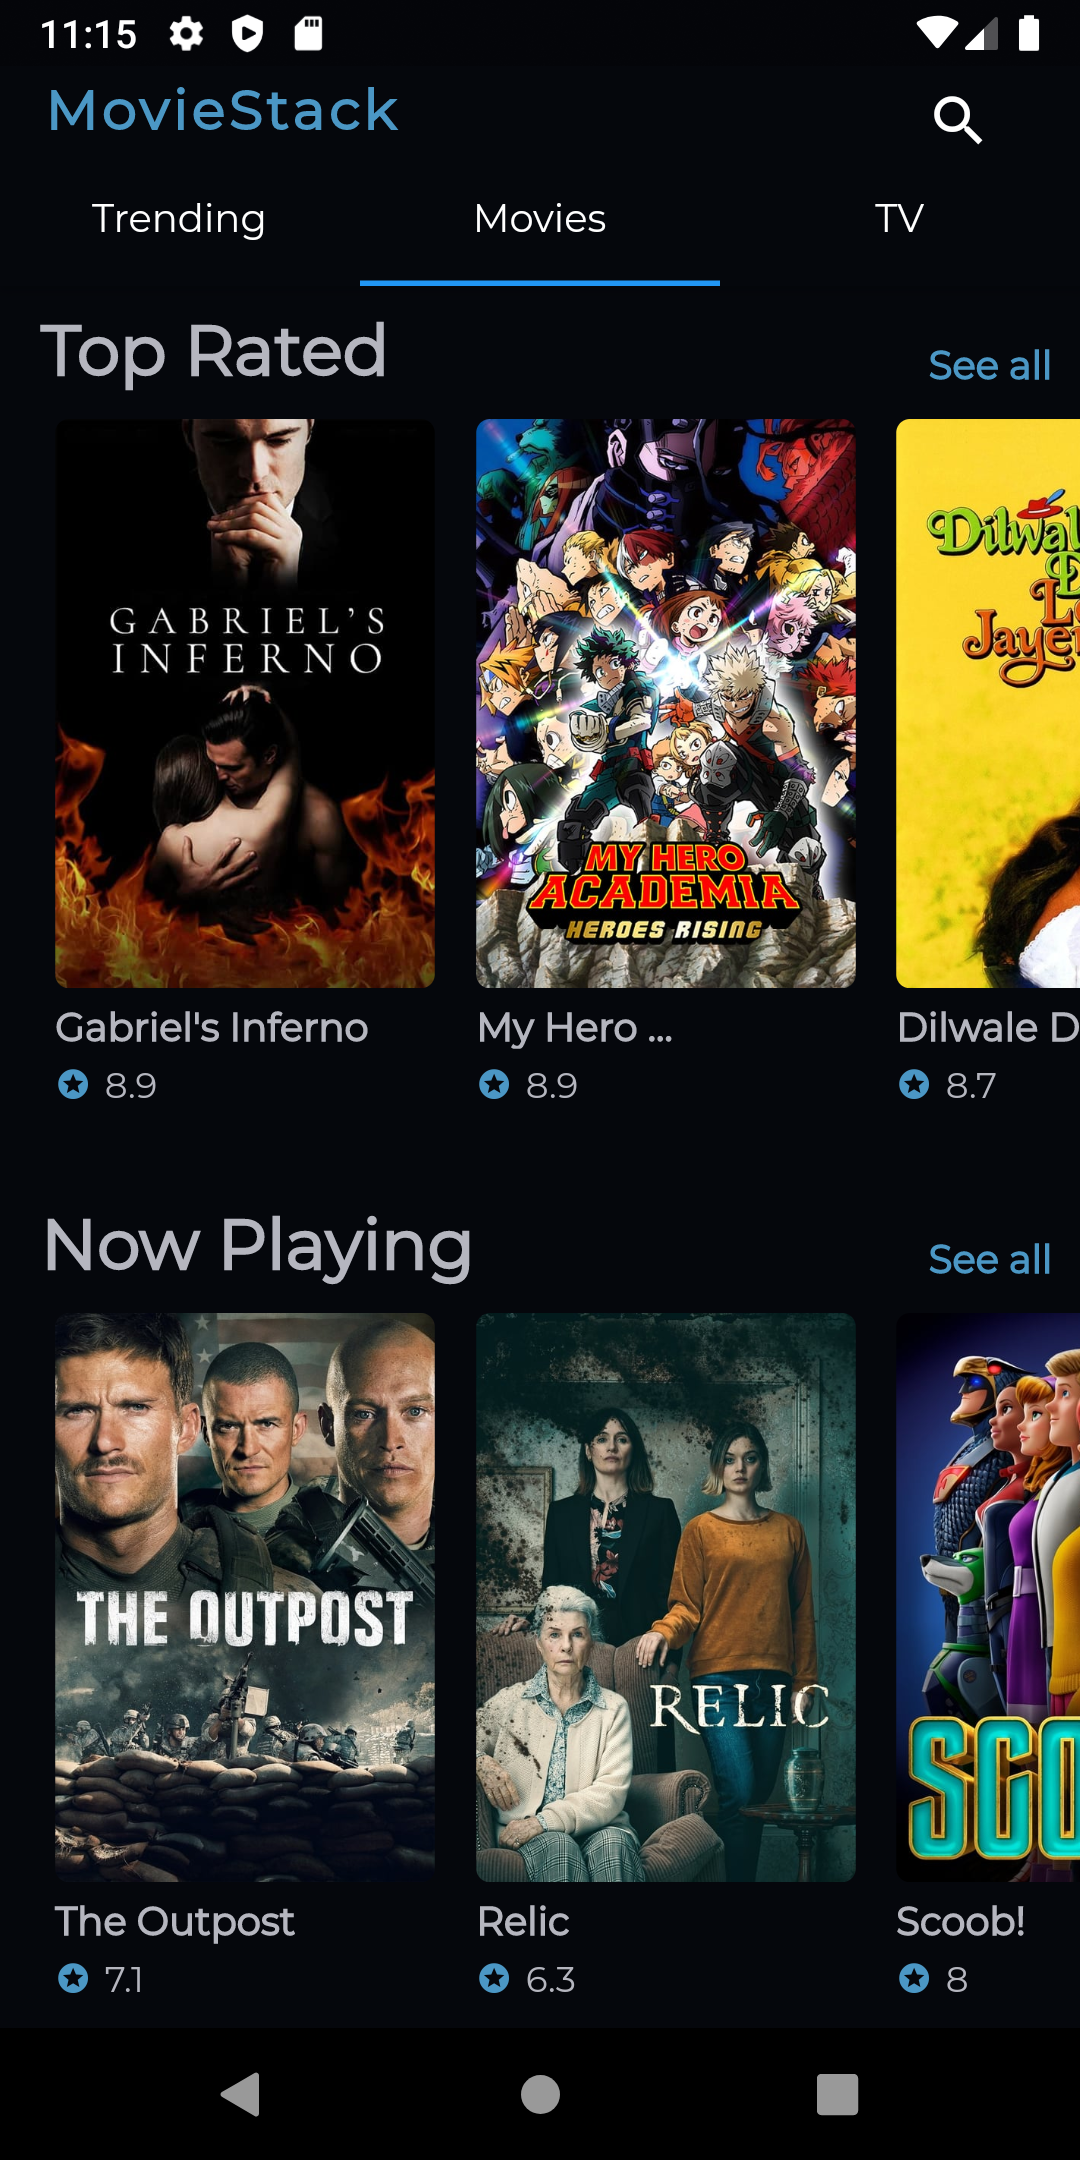 11:15
MovieStack
Trending
Movies
TV
Top Rated
See all
GABRIEL'S
INFERNO
MY HERO
ACADEMIA
HEROES RISING
Dilwal
D
L
Jaye
Gabriel's Inferno
My Hero ...
Dilwale D
8.9
8.9
8.7
Now Playing
See all
THE OUTPOST
RELIC
SCO
The Outpost
Relic
Scoob!
7.1
6.3
8